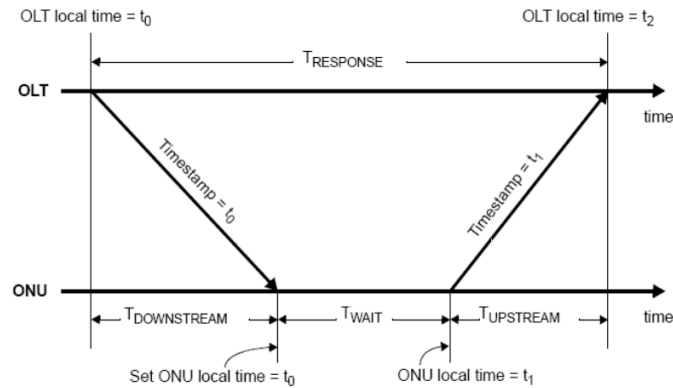 OLT local time = t0
OLT local time = t2
TRESPONSE
OLT
time
Timestamp = t0
Timestamp = t1
ONU
TDOWNSTREAM
TWAIT
TUPSTREAM
time
Set ONU local time = t0
ONU local time = t1